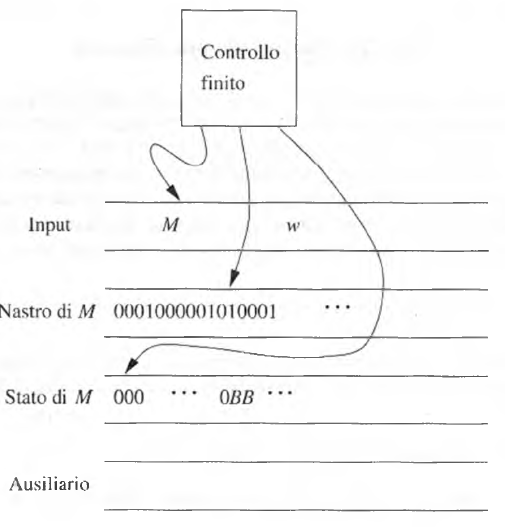 Controllo
finito
Input M w
Nastro di M 0001000001010001 ···
Stato di M 000 ··· 0BB ···
Ausiliario